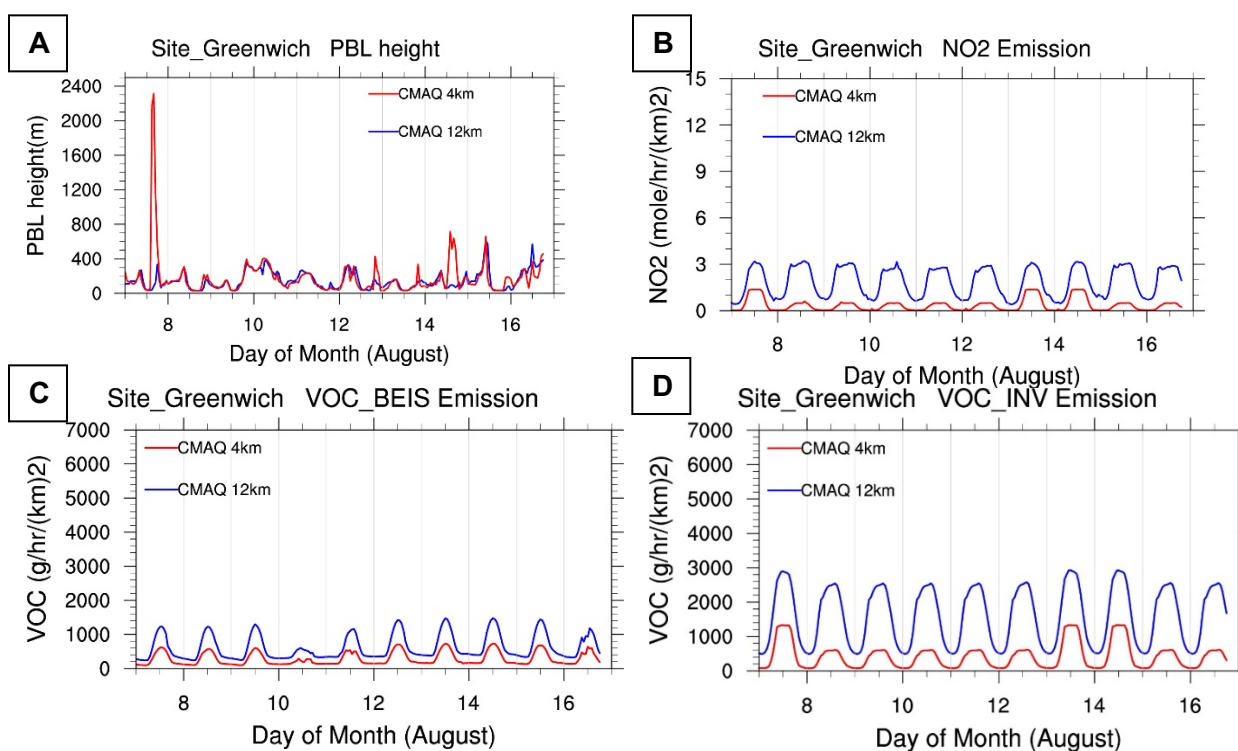 A
Site_Greenwich PBL height
PBL height(m)
2400
2000
1600
1200
800
400
0
CMAQ 4km
CMAQ 12km
8 10 12 14 16
Day of Month (August)
B
Site_Greenwich NO2 Emission
NO2 (mole/hr/(km)2)
15
12
9
6
3
0
CMAQ 4km
CMAQ 12km
8 10 12 14 16
Day of Month (August)
C
Site_Greenwich VOC_BEIS Emission
VOC (g/hr/(km)2)
7000
6000
5000
4000
3000
2000
1000
0
CMAQ 4km
CMAQ 12km
8 10 12 14 16
Day of Month (August)
D
Site_Greenwich VOC_INV Emission
VOC (g/hr/(km)2)
7000
6000
5000
4000
3000
2000
1000
0
CMAQ 4km
CMAQ 12km
8 10 12 14 16
Day of Month (August)